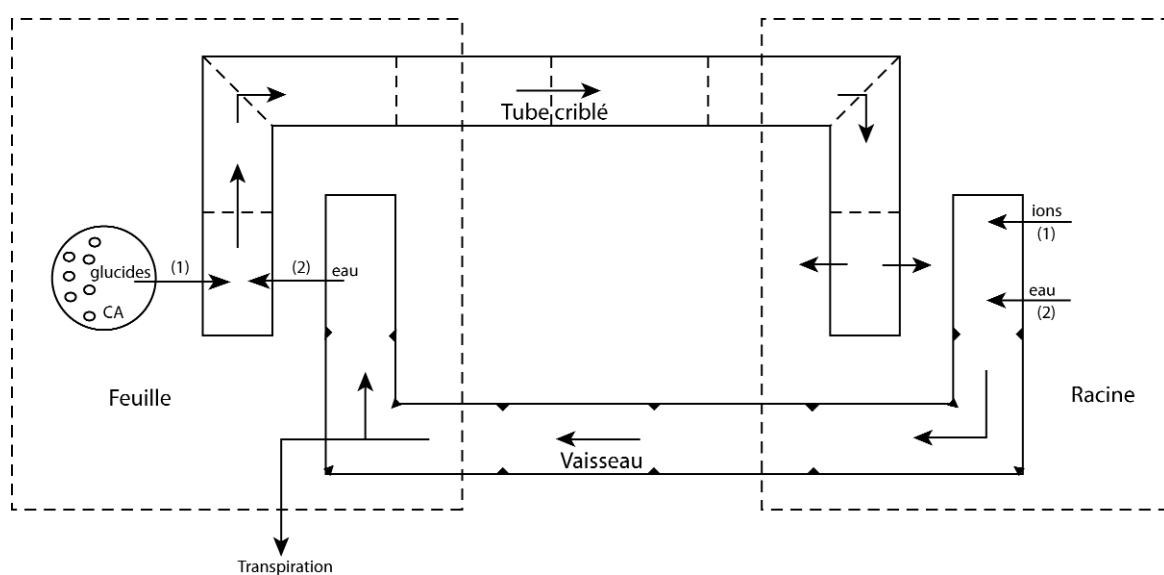 Tube criblé
ions
(1)
glucides
(1)
(2)
eau
CA
eau
(2)
Feuille
Racine
Vaisseau
Transpiration